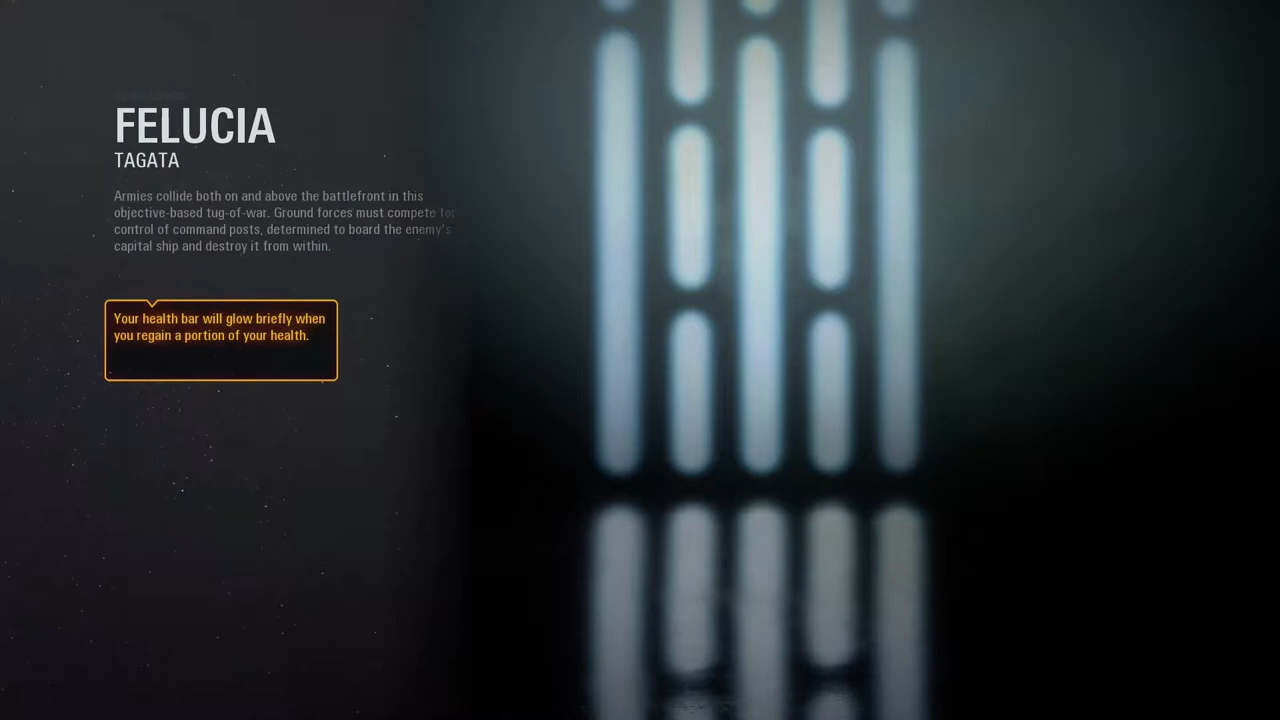 FELUCIA
TAGATA
Armies collide both on and above the battlefront in this
objective-based tug-of-war. Ground forces must compete for
control of command posts, determined to board the enemy's
capital ship and destroy it from within.
Your health bar will glow briefly when
you regain a portion of your health.